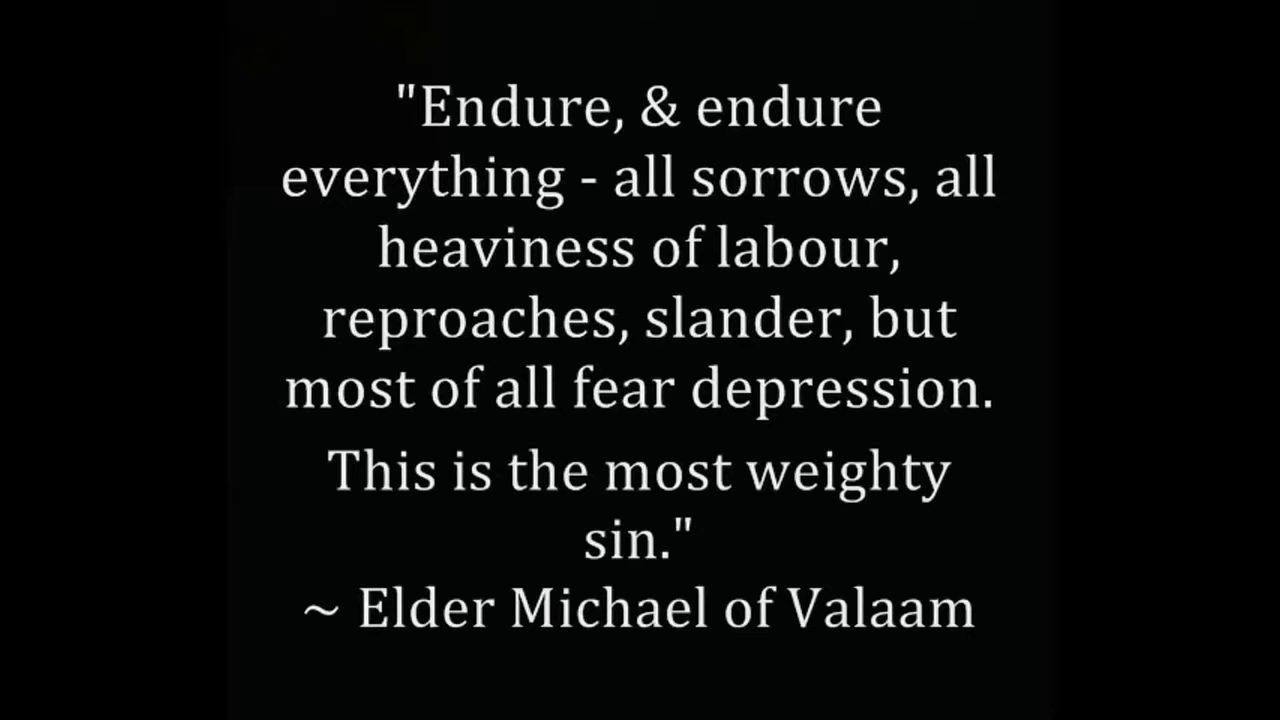 "Endure, & endure
everything - all sorrows, all
heaviness of labour,
reproaches, slander, but
most of all fear depression.
This is the most weighty
sin."
~ Elder Michael of Valaam